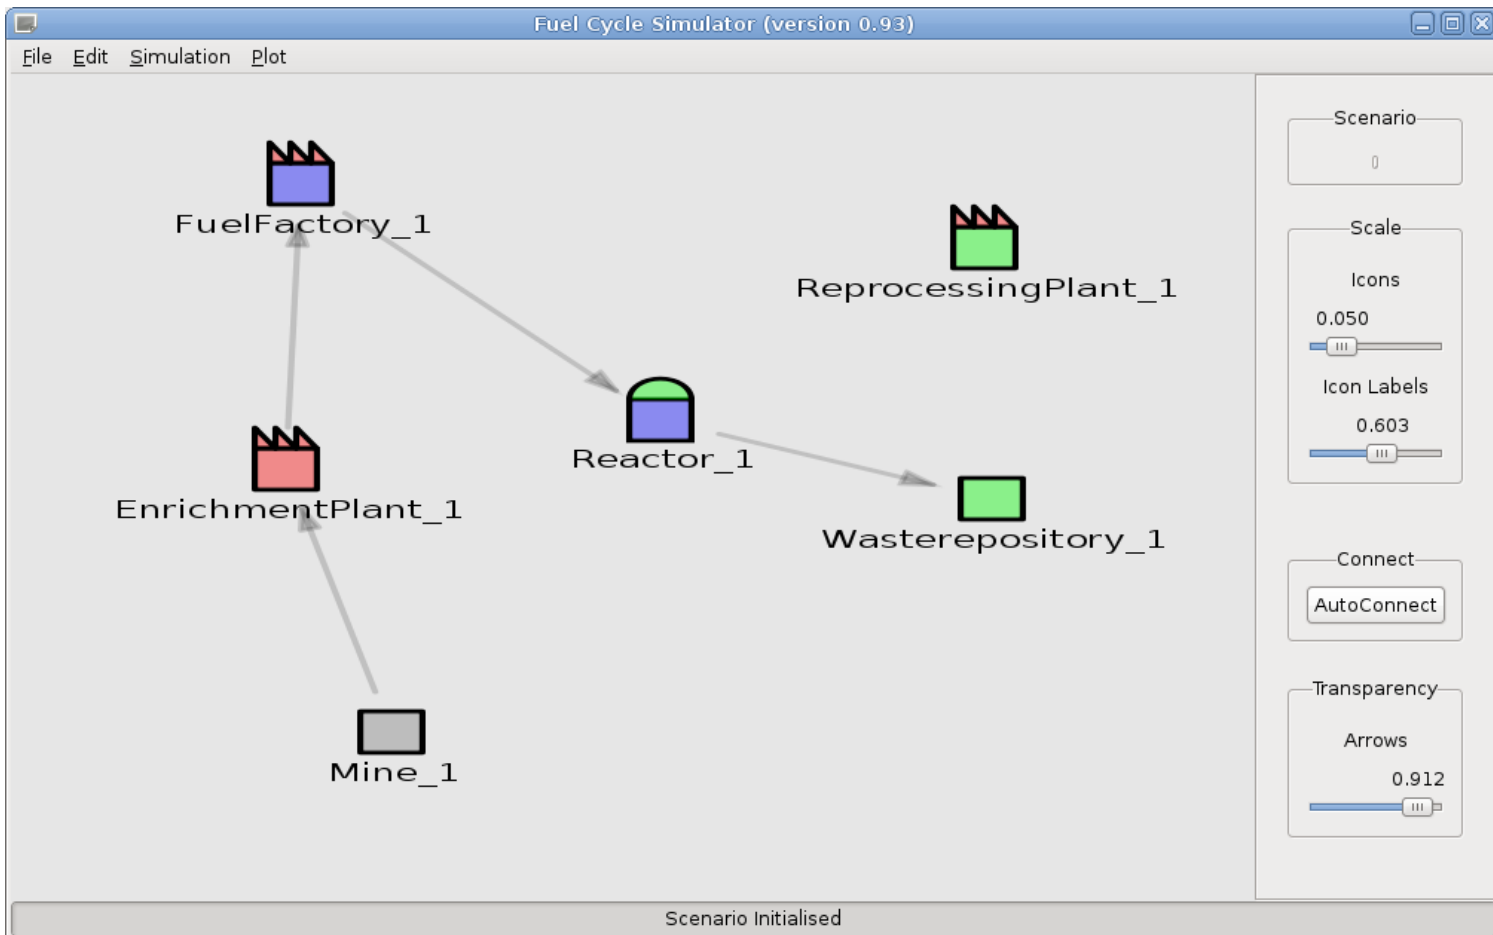 Fuel Cycle Simulator (version 0.93)
File Edit Simulation Plot
FuelFactory_1
ReprocessingPlant_1
Reactor_1
EnrichmentPlant_1
Wasterepository_1
Mine_1
Scenario
0
Scale
Icons
0.050
Icon Labels
0.603
Connect
AutoConnect
Transparency
Arrows
0.912
Scenario Initialised